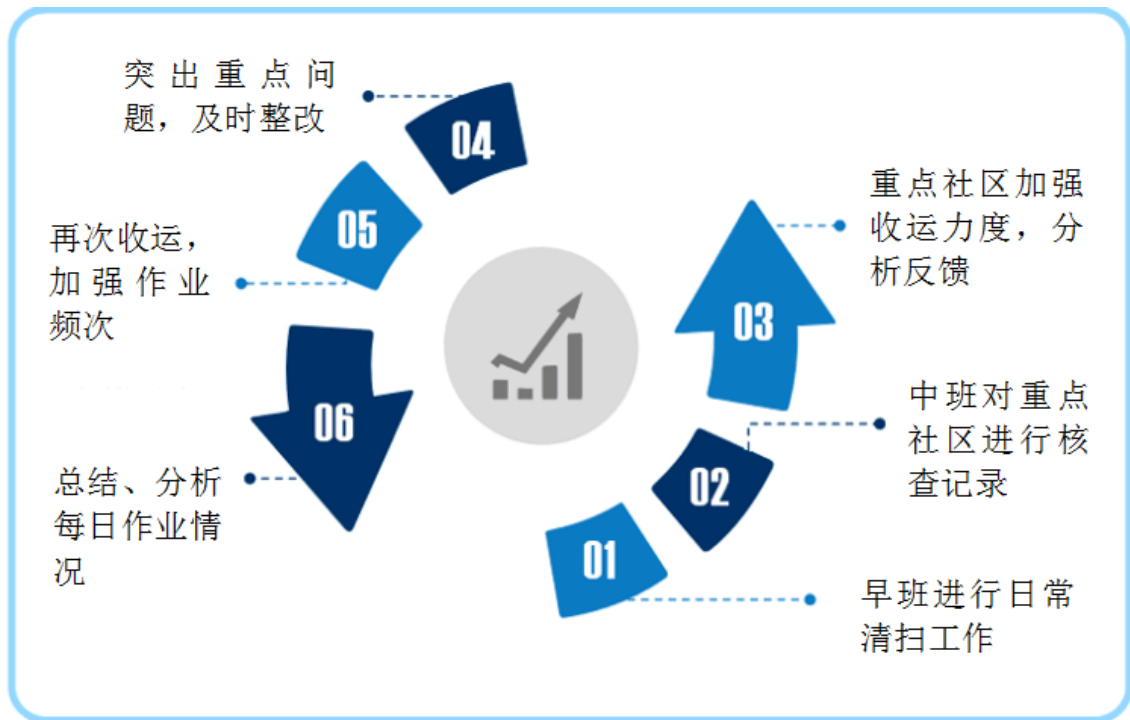 突出重点问
题，及时整改
04
05
再次收运，
加强作业
频次
06
总结、分析
每日作业情
况
重点社区加强
收运力度，分
析反馈
03
中班对重点
社区进行核
查记录
02
01
早班进行日常
清扫工作